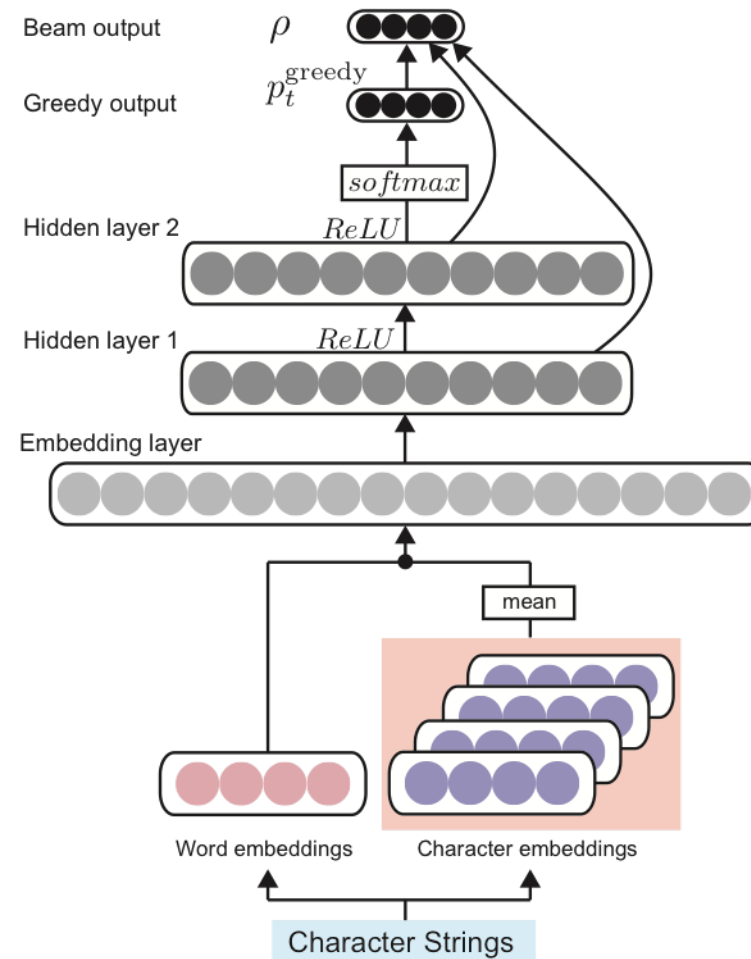 Beam output ρ
Greedy output p_t^greedy
softmax
Hidden layer 2 ReLU
Hidden layer 1 ReLU
Embedding layer
mean
Word embeddings Character embeddings
Character Strings